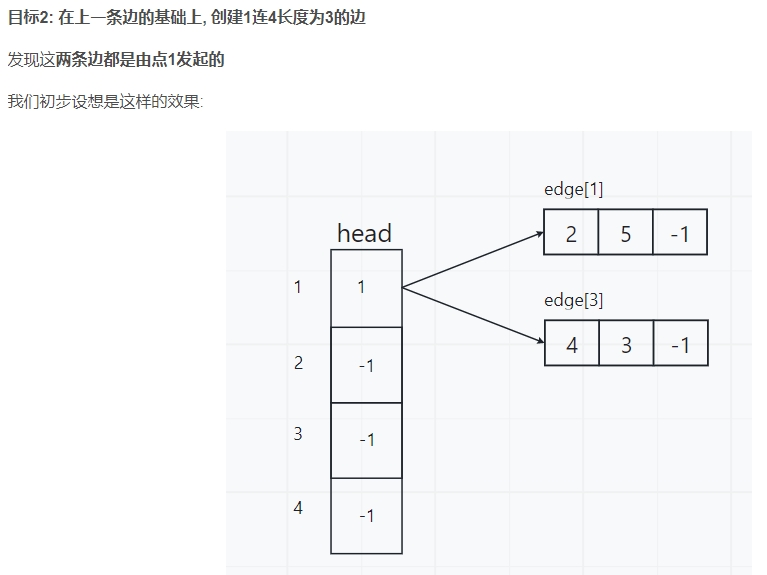 目标2: 在上一条边的基础上, 创建1连4长度为3的边
发现这两条边都是由点1发起的
我们初步设想是这样的效果:
edge[1]
2 5 -1
head
1 1
edge[3]
4 3 -1
2 -1
3 -1
4 -1